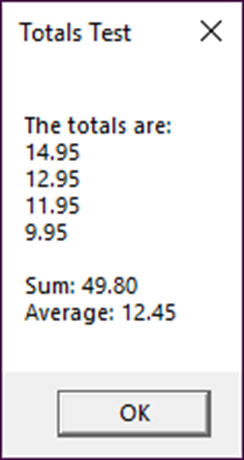 Totals Test
The totals are:
14.95
12.95
11.95
9.95
Sum: 49.80
Average: 12.45
OK